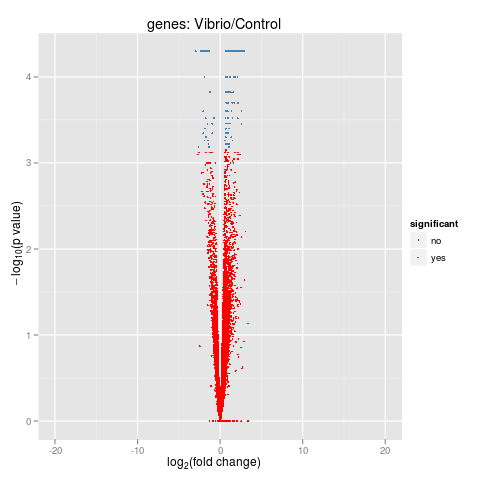 genes: Vibrio/Control
4
3
2
1
0
-20
-10
0
10
20
− log10(p value)
log2(fold change)
significant
no
yes